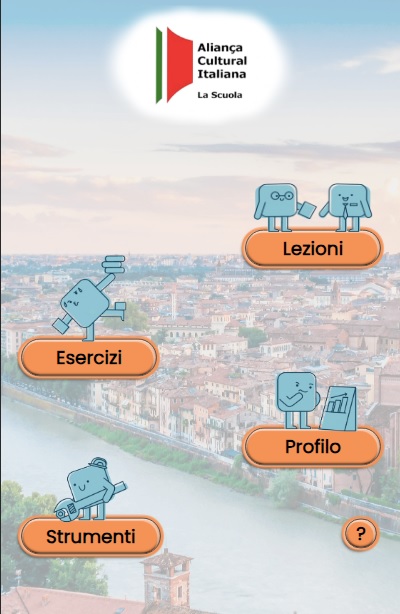 Aliança
Cultural
Italiana
La Scuola
Lezioni
Esercizi
Profilo
Strumenti
?